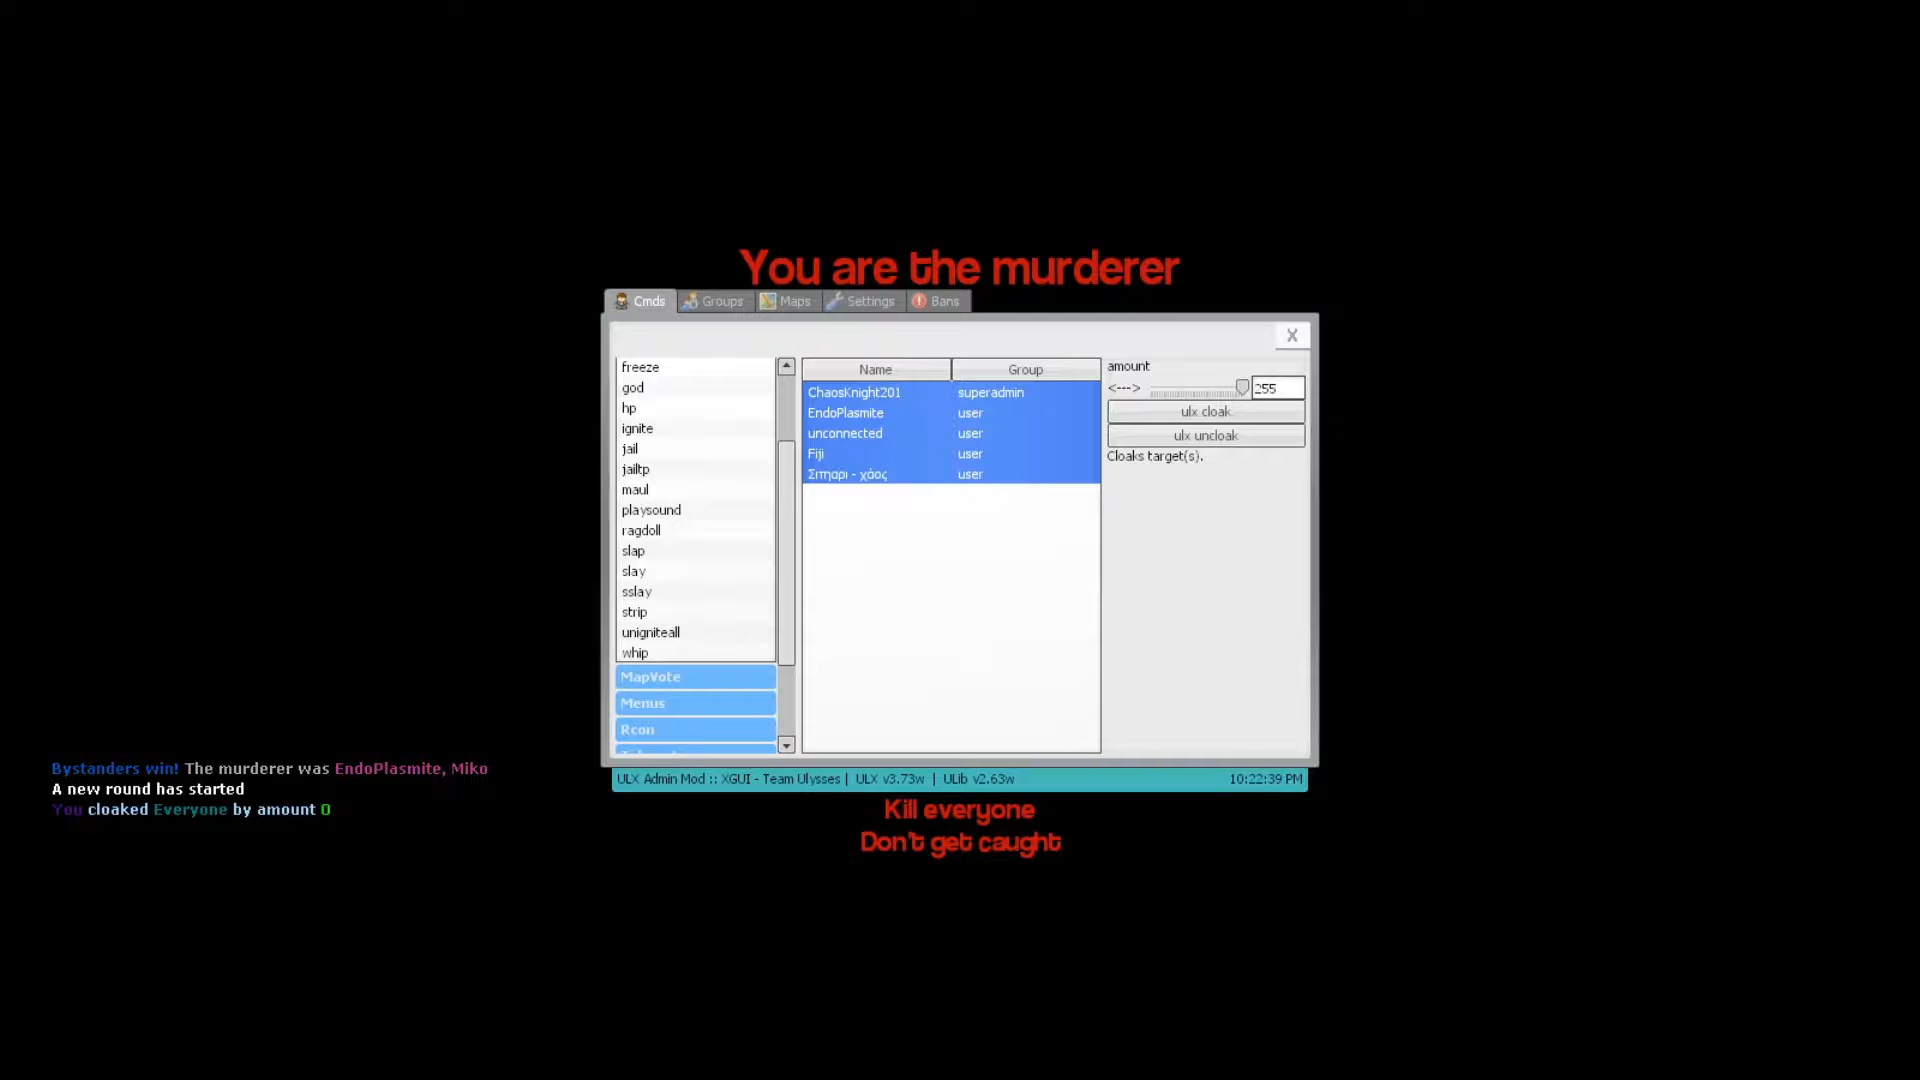 You are the murderer
Cmds Groups Maps Settings Bans
X
freeze
god
hp
ignite
jail
jailtp
maul
playsound
ragdoll
slap
slay
sslay
strip
unigniteall
whip
MapVote
Menus
Rcon
Name Group
ChaosKnight201 superadmin
EndoPlasmite user
unconnected user
Fiji user
Σπηαρι - χάος user
amount
<---> 255
ulx cloak
ulx uncloak
Cloaks target(s).
ULX Admin Mod :: XGUI - Team Ulysses | ULX v3.73w | ULib v2.63w 10:22:39 PM
Bystanders win! The murderer was EndoPlasmite, Miko
A new round has started
You cloaked Everyone by amount 0
Kill everyone
Don't get caught